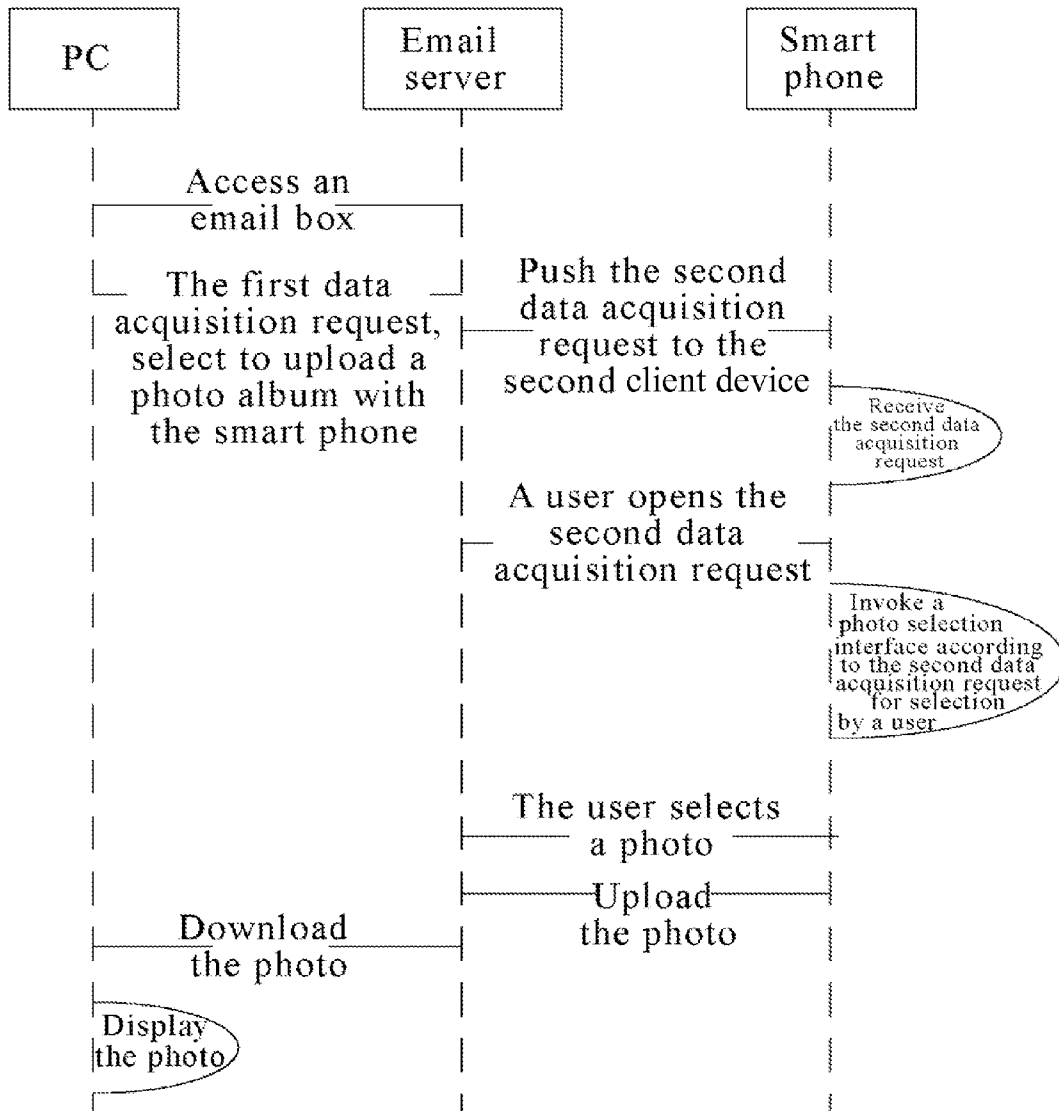 PC
Email
server
Smart
phone
Access an
email box
The first data
acquisition request,
select to upload a
photo album with
the smart phone
Push the second
data acquisition
request to the
second client device
Receive
the second data
acquisition
request
A user opens the
second data
acquisition request
Invoke a
photo selection
interface according
to the second data
acquisition request
for selection
by a user
The user selects
a photo
Upload
the photo
Download
the photo
Display
the photo